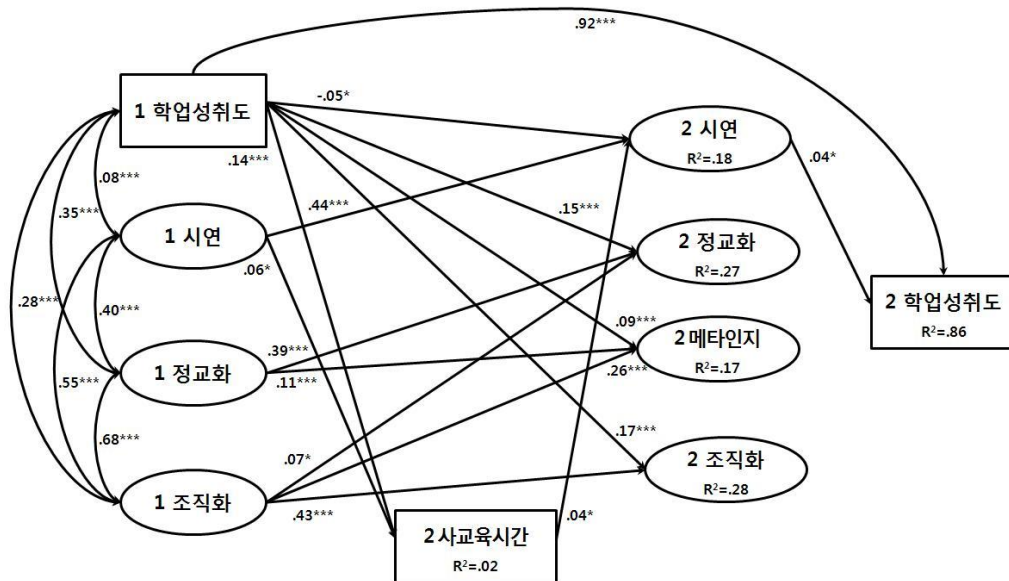 .92***
1 학업성취도
-.05*
2 시연
R²=.18
.14***
.04*
.08***
.44***
.35***
.15***
1 시연
2 정교화
R²=.27
.06*
.28***
.40***
2 학업성취도
R²=.86
.09***
2 메타인지
R²=.17
.39***
.26***
1 정교화
.11***
.55***
.68***
.17***
.07*
2 조직화
R²=.28
1 조직화
.43***
.04*
2 사교육시간
R²=.02